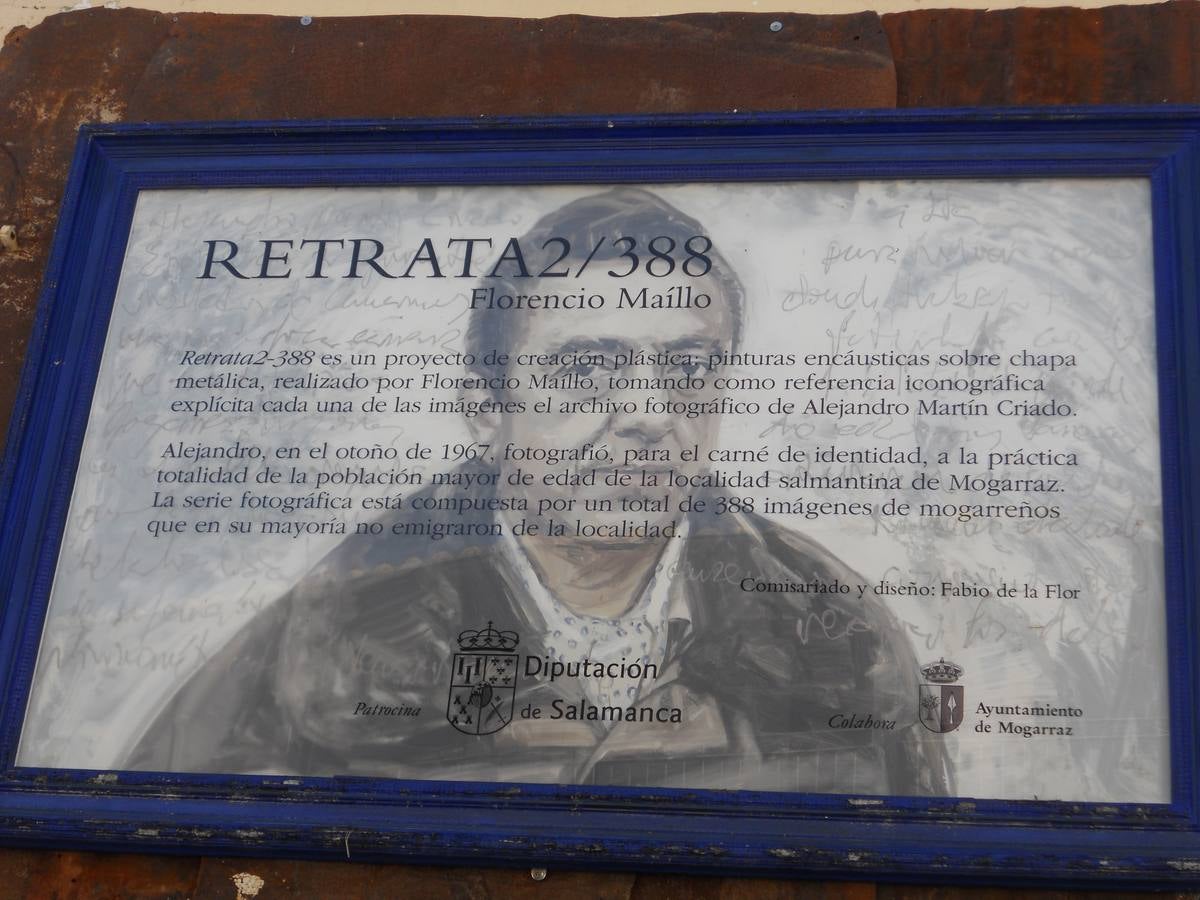 RETRATA2/388
Florencio Maíllo
Retrata2-388 es un proyecto de creación plástica; pinturas encáusticas sobre chapa
metálica, realizado por Florencio Maíllo, tomando como referencia iconográfica
explícita cada una de las imágenes el archivo fotográfico de Alejandro Martín Criado.
Alejandro, en el otoño de 1967, fotografió, para el carné de identidad, a la práctica
totalidad de la población mayor de edad de la localidad salmantina de Mogarraz.
La serie fotográfica está compuesta por un total de 388 imágenes de mogarreños
que en su mayoría no emigraron de la localidad.
Comisariado y diseño: Fabio de la Flor
Patrocina
Diputación
de Salamanca
Colabora
Ayuntamiento
de Mogarraz